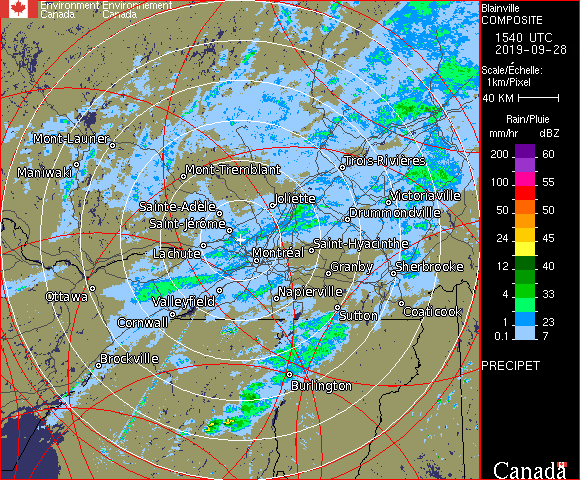 Environment Environnement
Canada Canada
Blainville
COMPOSITE
1540 UTC
2019-09-28
Scale/Échelle:
1km/Pixel
40 KM
Rain/Pluie
mm/hr dBZ
200 60
100 55
50 50
24 45
12 40
4 33
1 23
0.1 7
PRECIPET
Canada
Mont-Laurier
Maniwaki
Mont-Tremblant
Trois-Rivières
Sainte-Adèle
Joliette
Victoriaville
Saint-Jérôme
Drummondville
Lachute
Montréal
Saint-Hyacinthe
Granby
Sherbrooke
Ottawa
Valleyfield
Napierville
Cornwall
Sutton
Coaticook
Brockville
Burlington